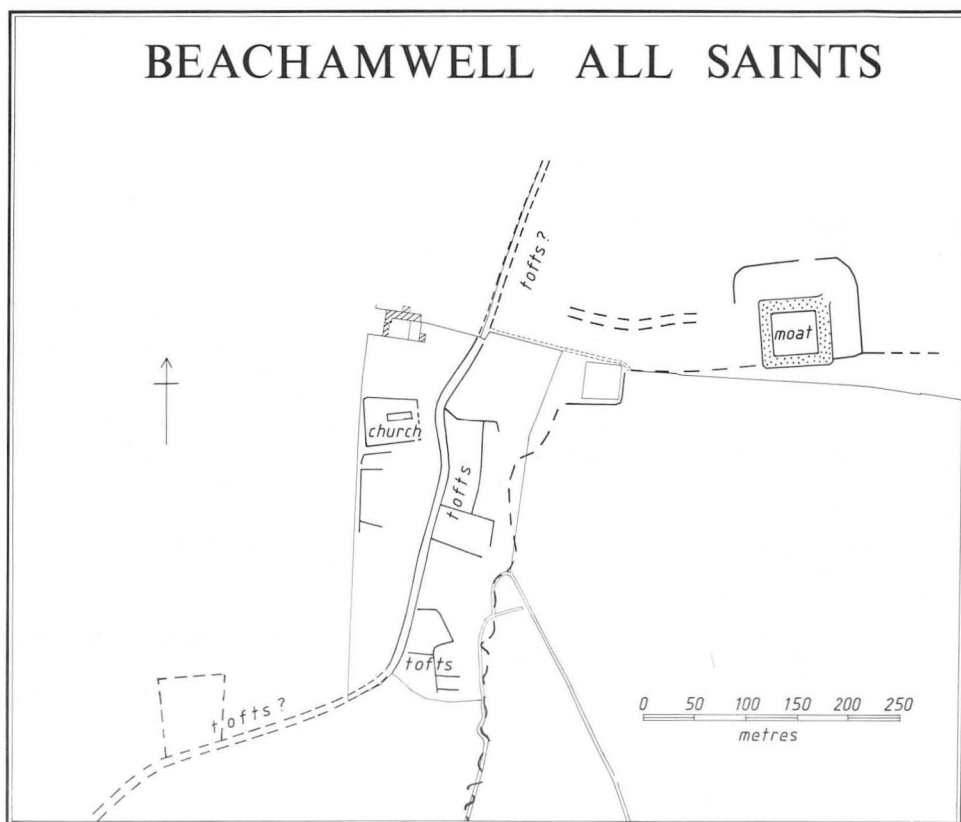 BEACHAMWELL ALL SAINTS
tofts?
moat
church
tofts
tofts
tofts?
0 50 100 150 200 250
metres